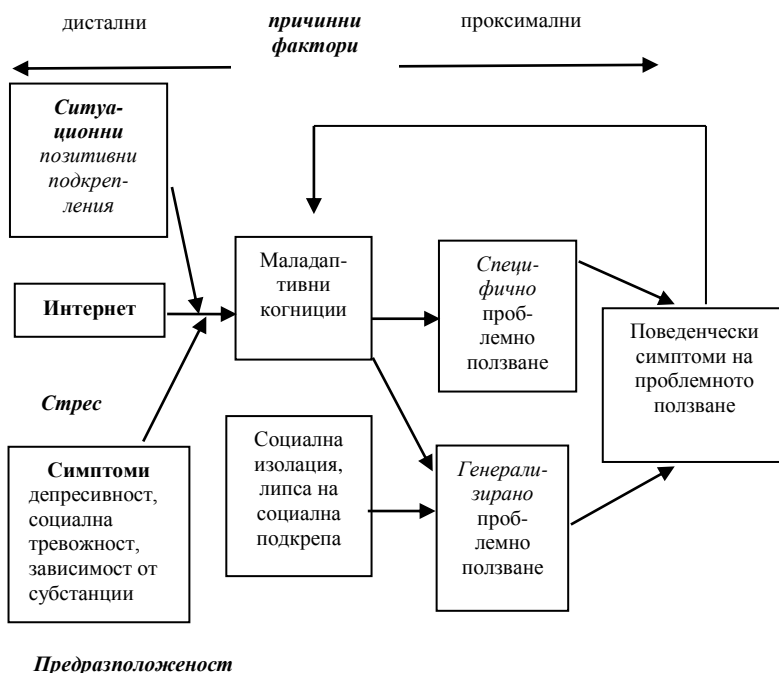 дистални
причинни
фактори
проксимални
Ситуа-
ционни
позитивни
подкреп-
ления
Интернет
Стрес
Симптоми
депресивност,
социална
тревожност,
зависимост от
субстанции
Предразположеност
Маладап-
тивни
когниции
Социална
изолация,
липса на
социална
подкрепа
Специ-
фично
проб-
лемно
ползване
Генерали-
зирано
проб-
лемно
ползване
Поведенчески
симптоми на
проблемното
ползване